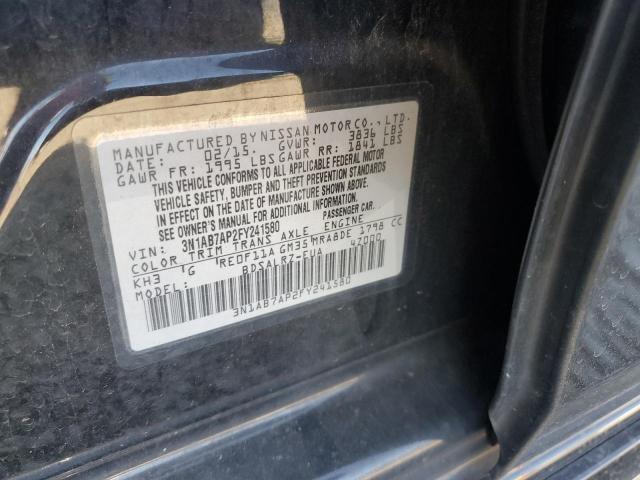 MANUFACTURED BY NISSAN MOTOR CO., LTD.
DATE: 02/15. GVWR: 3836 LBS
GAWR FR: 1995 LBS GAWR RR: 1841 LBS
THIS VEHICLE CONFORMS TO ALL APPLICABLE FEDERAL MOTOR
VEHICLE SAFETY, BUMPER AND THEFT PREVENTION STANDARDS
IN EFFECT ON THE DATE OF MANUFACTURE SHOWN ABOVE.
SEE OWNER'S MANUAL FOR ADDITIONAL INFORMATION.
VIN: 3N1AB7AP2FY241580 PASSENGER CAR
COLOR TRIM TRANS AXLE ENGINE
KH3 G RE0F11A GM35 MRA8DE 1798 CC
MODEL: BDSALR7-EUA 47000
3N1AB7AP2FY241580